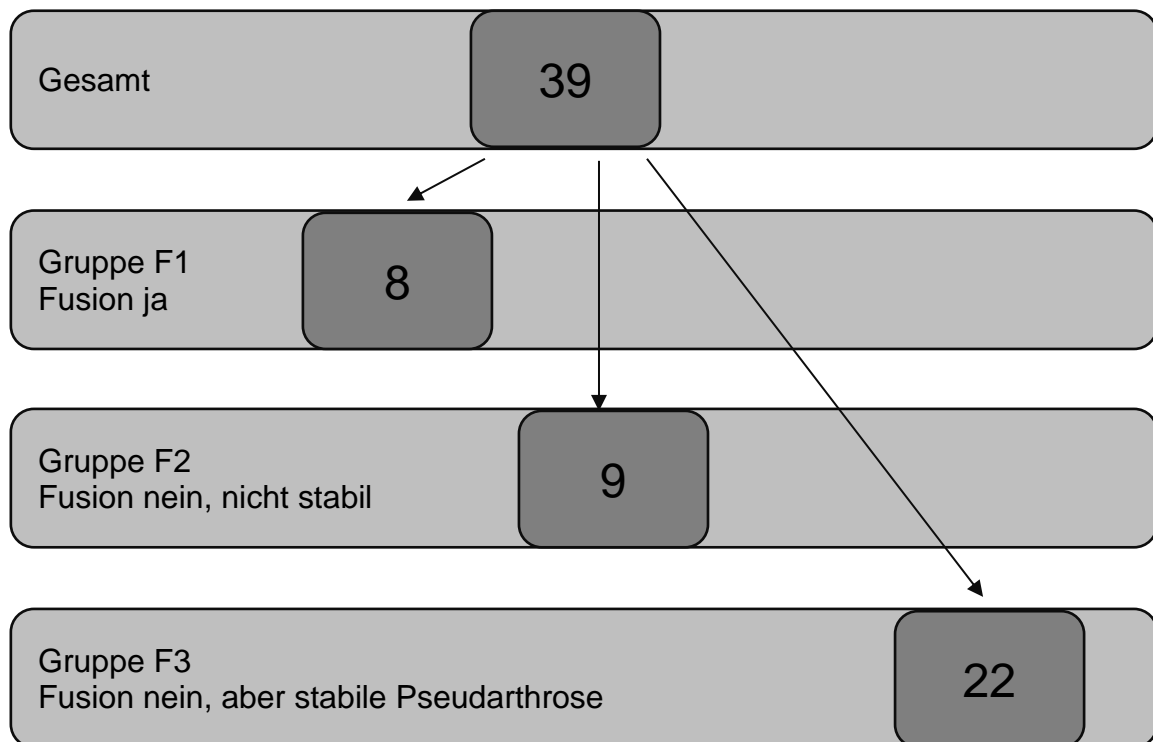 Gesamt
39
Gruppe F1
Fusion ja
8
Gruppe F2
Fusion nein, nicht stabil
9
Gruppe F3
Fusion nein, aber stabile Pseudarthrose
22